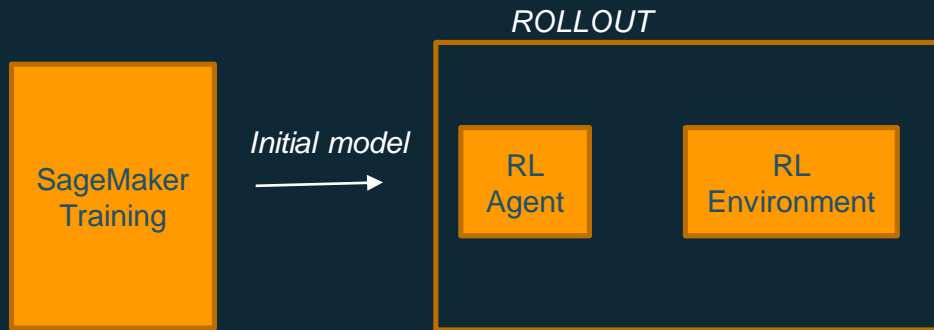 ROLLOUT
SageMaker
Training
Initial model
RL
Agent
RL
Environment